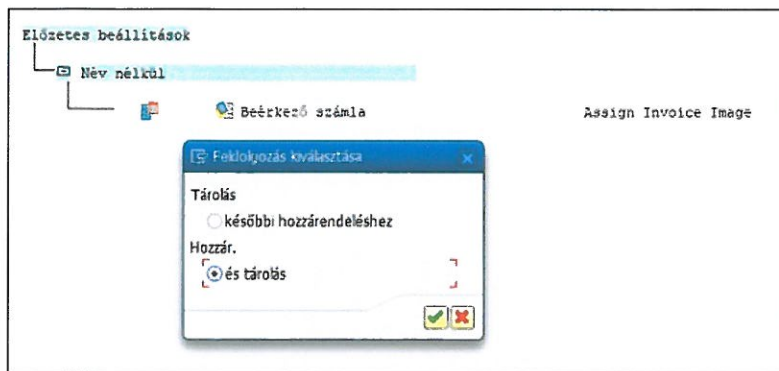 Előzetes beállítások
Név nélkül
Beérkező számla Assign Invoice Image
Feldolgozás kiválasztása
Tárolás
későbbi hozzárendeléshez
Hozzár.
és tárolás